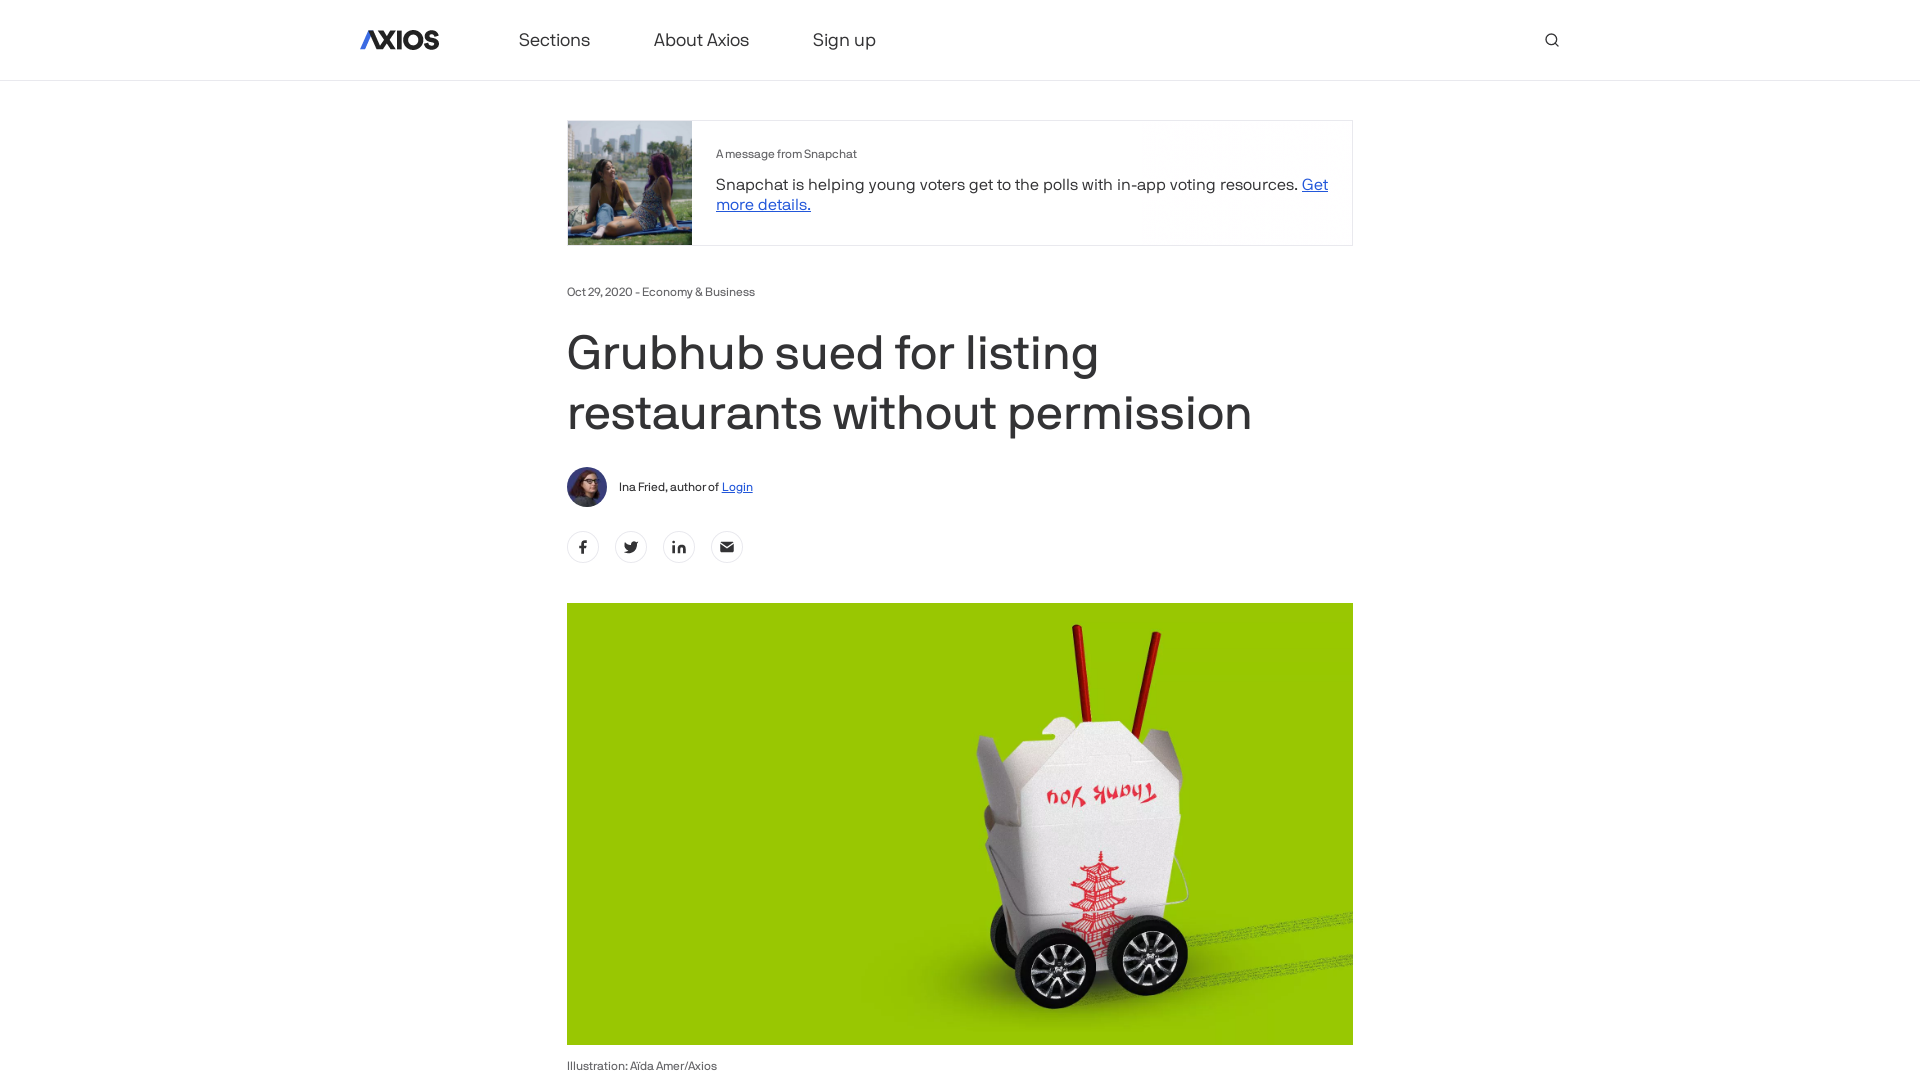 AXIOS
Sections
About Axios
Sign up
A message from Snapchat
Snapchat is helping young voters get to the polls with in-app voting resources. Get
more details.
Oct 29, 2020 - Economy & Business
Grubhub sued for listing
restaurants without permission
Ina Fried, author of Login
Thank You
Illustration: Aïda Amer/Axios